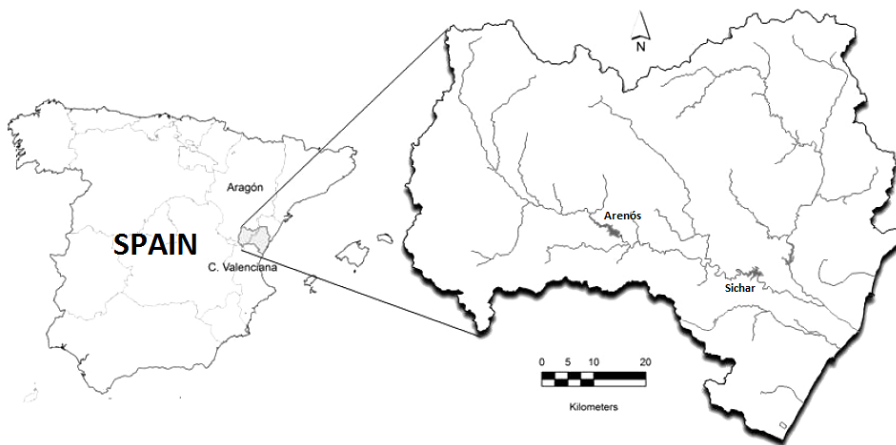 N
Aragón
Arenós
SPAIN
C. Valenciana
Sichar
0 5 10 20
Kilometers